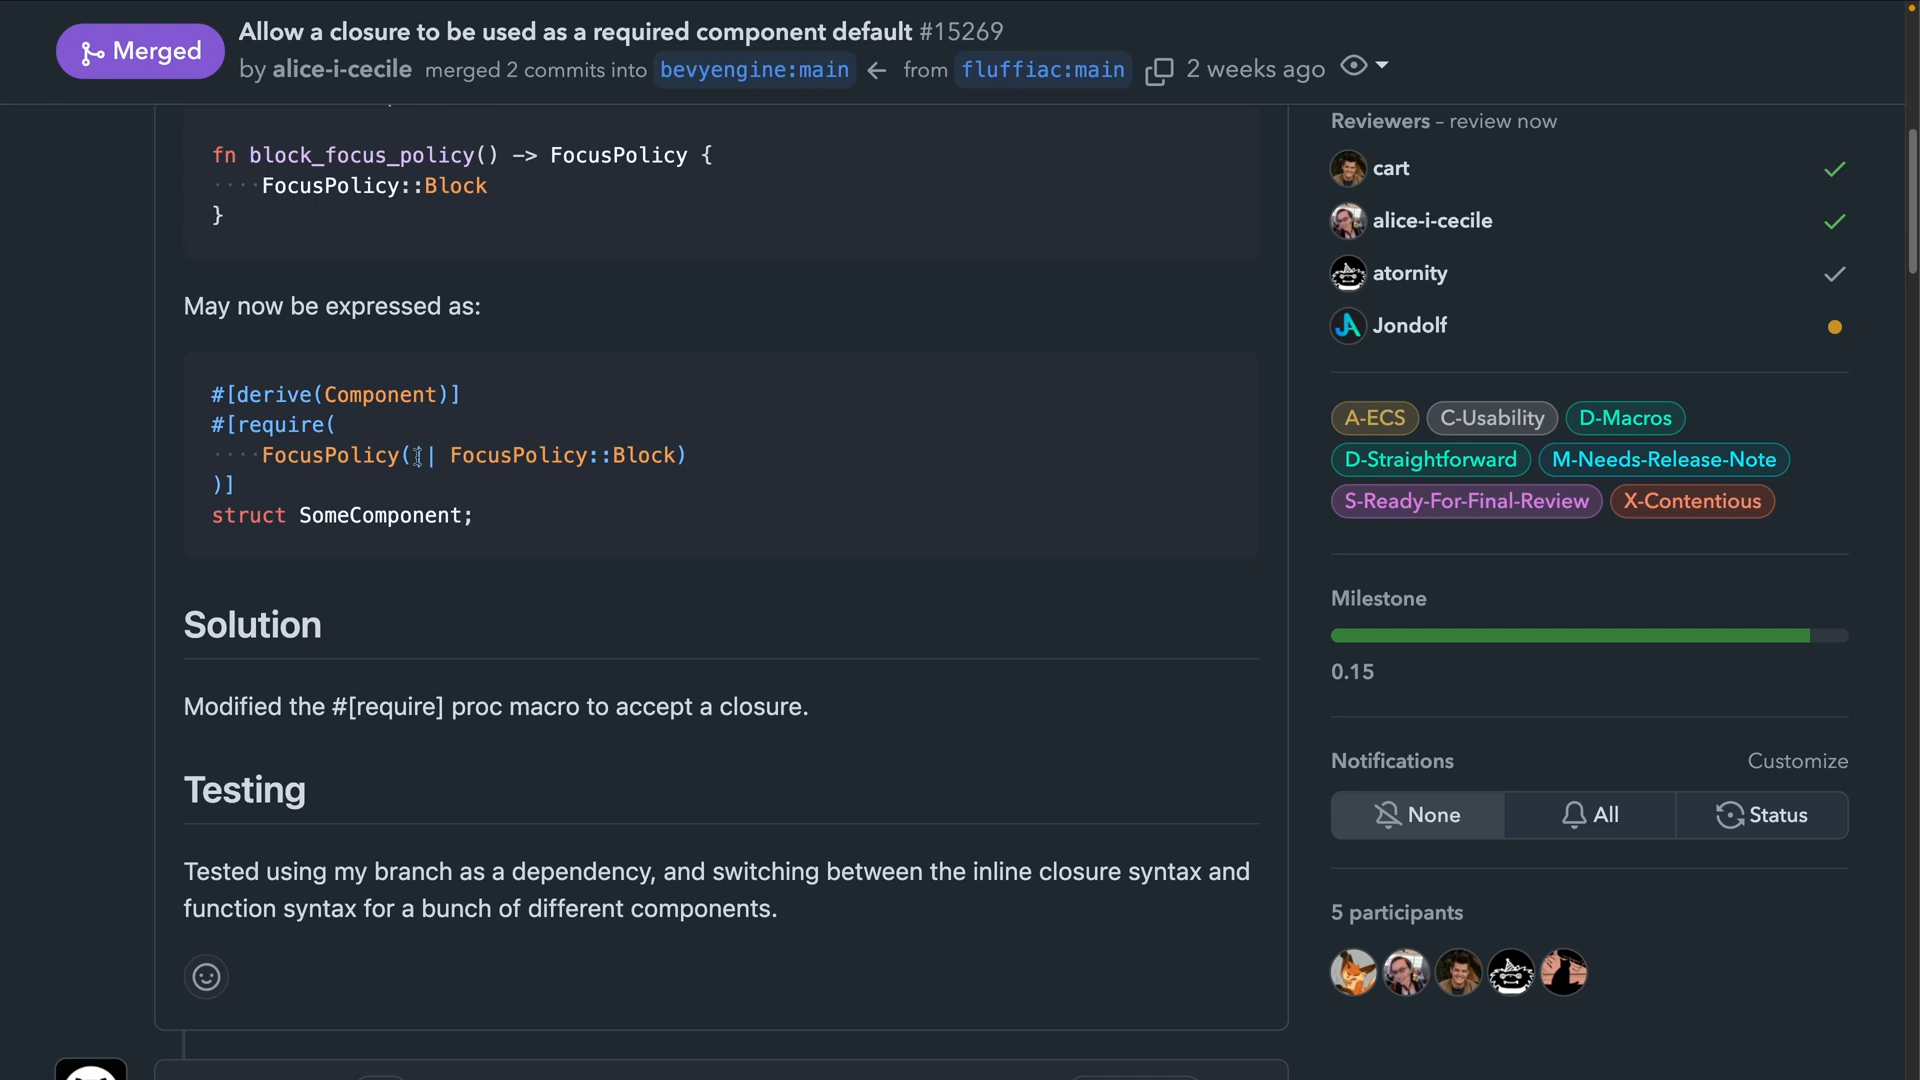 Merged
Allow a closure to be used as a required component default #15269
by alice-i-cecile merged 2 commits into bevyengine:main ← from fluffiac:main 2 weeks ago
fn block_focus_policy() -> FocusPolicy {
····FocusPolicy::Block
}
May now be expressed as:
#[derive(Component)]
#[require(
····FocusPolicy(|| FocusPolicy::Block)
)]
struct SomeComponent;
Solution
Modified the #[require] proc macro to accept a closure.
Testing
Tested using my branch as a dependency, and switching between the inline closure syntax and
function syntax for a bunch of different components.
Reviewers – review now
cart
alice-i-cecile
atornity
Jondolf
A-ECS C-Usability D-Macros
D-Straightforward M-Needs-Release-Note
S-Ready-For-Final-Review X-Contentious
Milestone
0.15
Notifications Customize
None All Status
5 participants